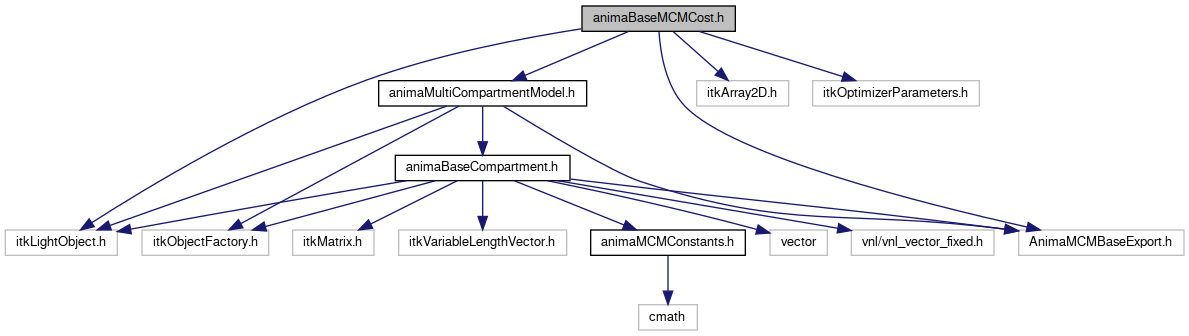 animaBaseMCMCost.h
animaMultiCompartmentModel.h
itkArray2D.h
itkOptimizerParameters.h
animaBaseCompartment.h
itkLightObject.h
itkObjectFactory.h
itkMatrix.h
itkVariableLengthVector.h
animaMCMConstants.h
vector
vnl/vnl_vector_fixed.h
AnimaMCMBaseExport.h
cmath